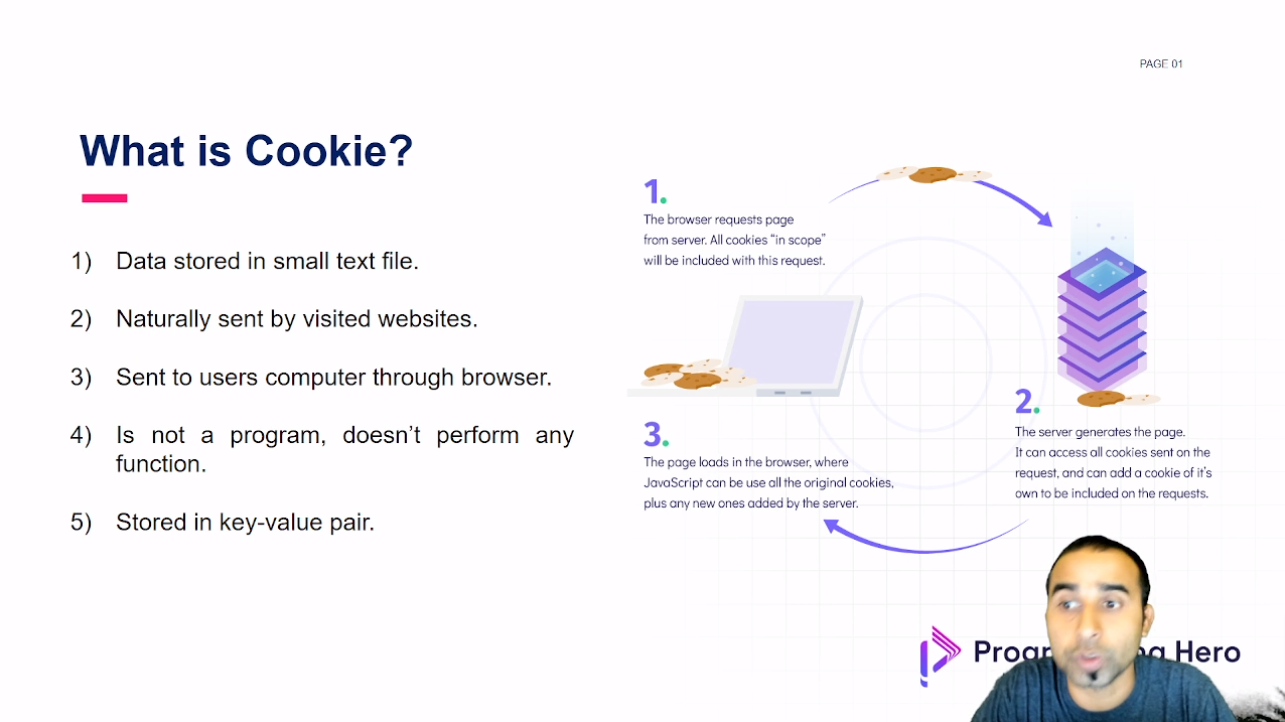 PAGE 01
What is Cookie?
1) Data stored in small text file.
2) Naturally sent by visited websites.
3) Sent to users computer through browser.
4) Is not a program, doesn't perform any
function.
5) Stored in key-value pair.
1.
The browser requests page
from server. All cookies “in scope”
will be included with this request.
2.
The server generates the page.
It can access all cookies sent on the
request, and can add a cookie of it's
own to be included on the requests.
3.
The page loads in the browser, where
JavaScript can be use all the original cookies,
plus any new ones added by the server.
Hero